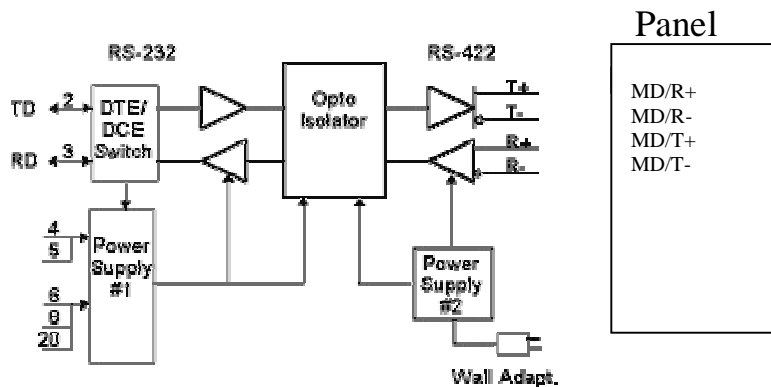 Panel
RS-232
RS-422
TD
2
DTE/
DCE
Switch
RD
3
Opto
Isolator
T+
T-
R+
R-
MD/R+
MD/R-
MD/T+
MD/T-
4
5
6
8
20
Power
Supply
#1
Power
Supply
#2
Wall Adapt.